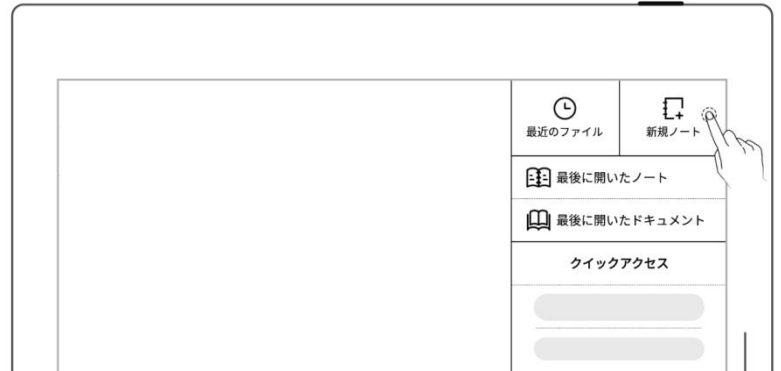 最近のファイル
新規ノート
最後に開いたノート
最後に開いたドキュメント
クイックアクセス